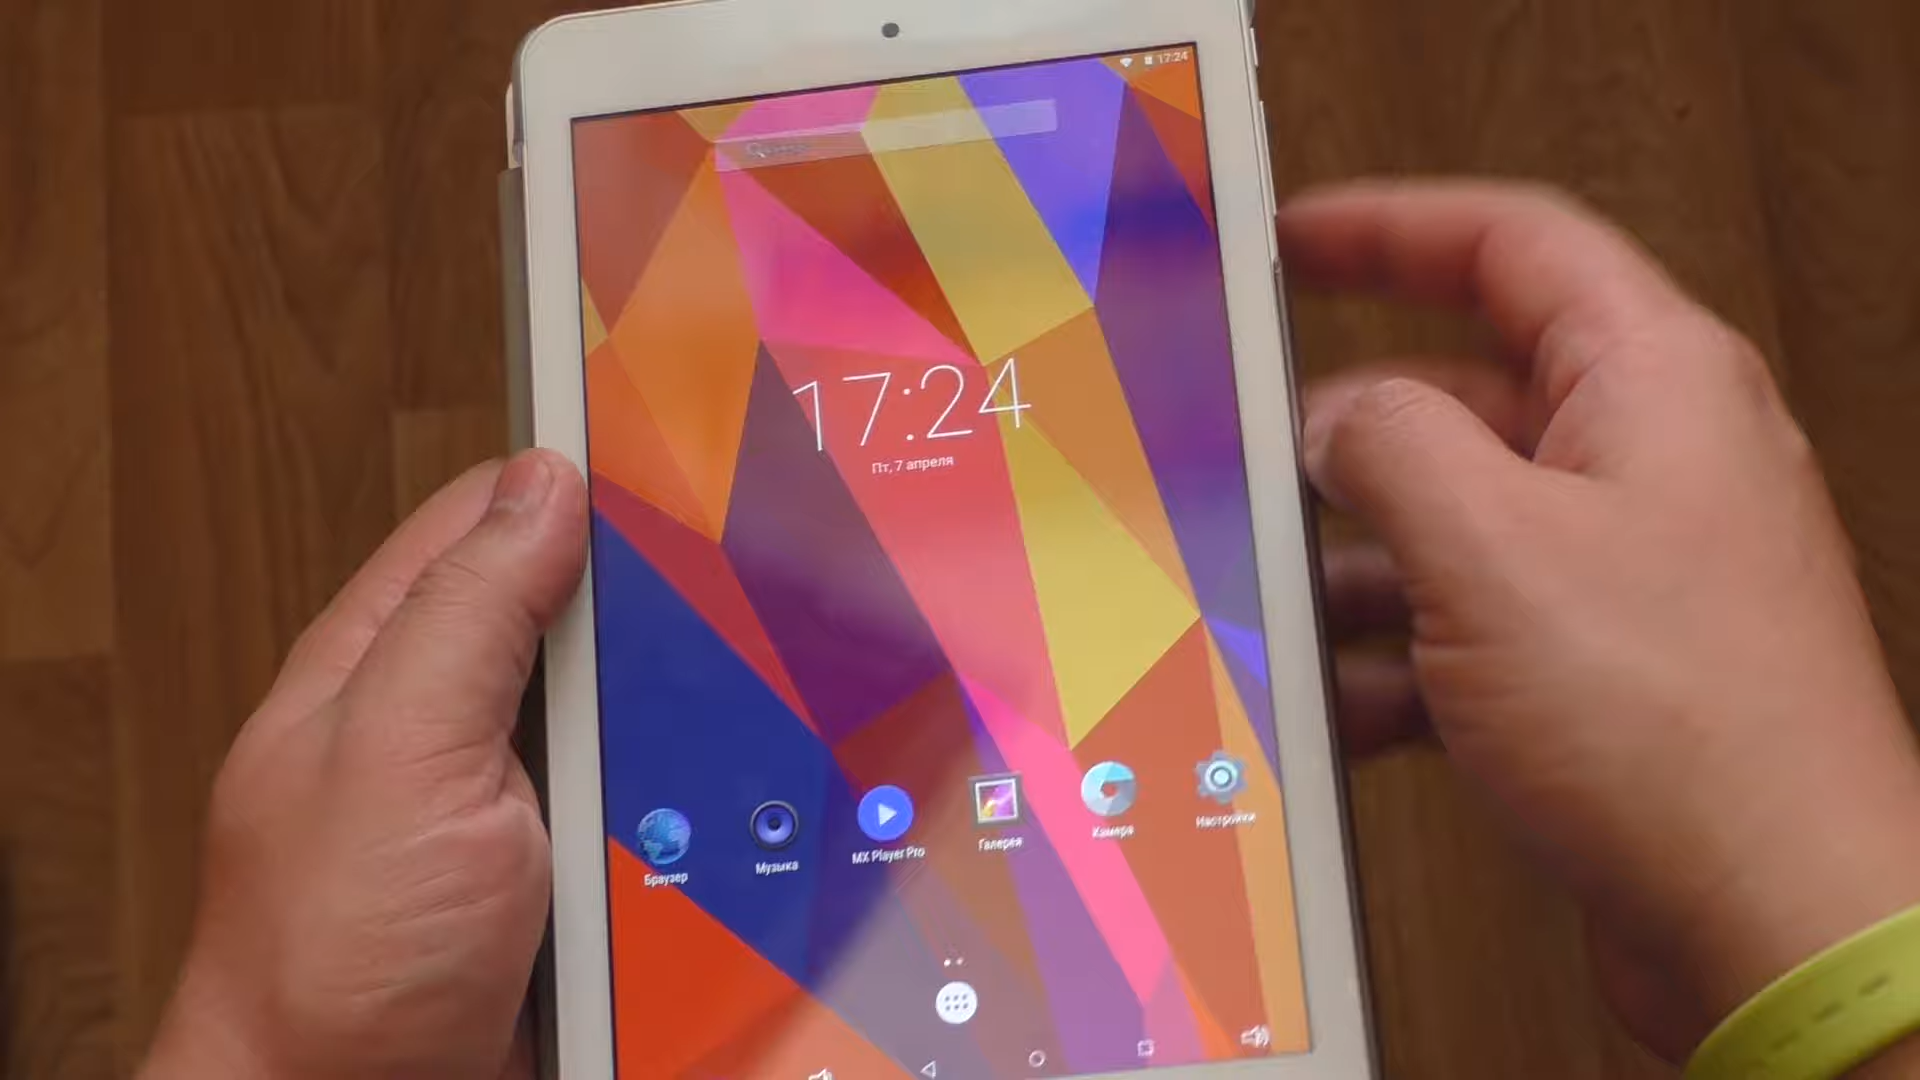 17:24
17:24
Пт, 7 апреля
Браузер
Музыка
MX Player Pro
Галерея
Камера
Настройки